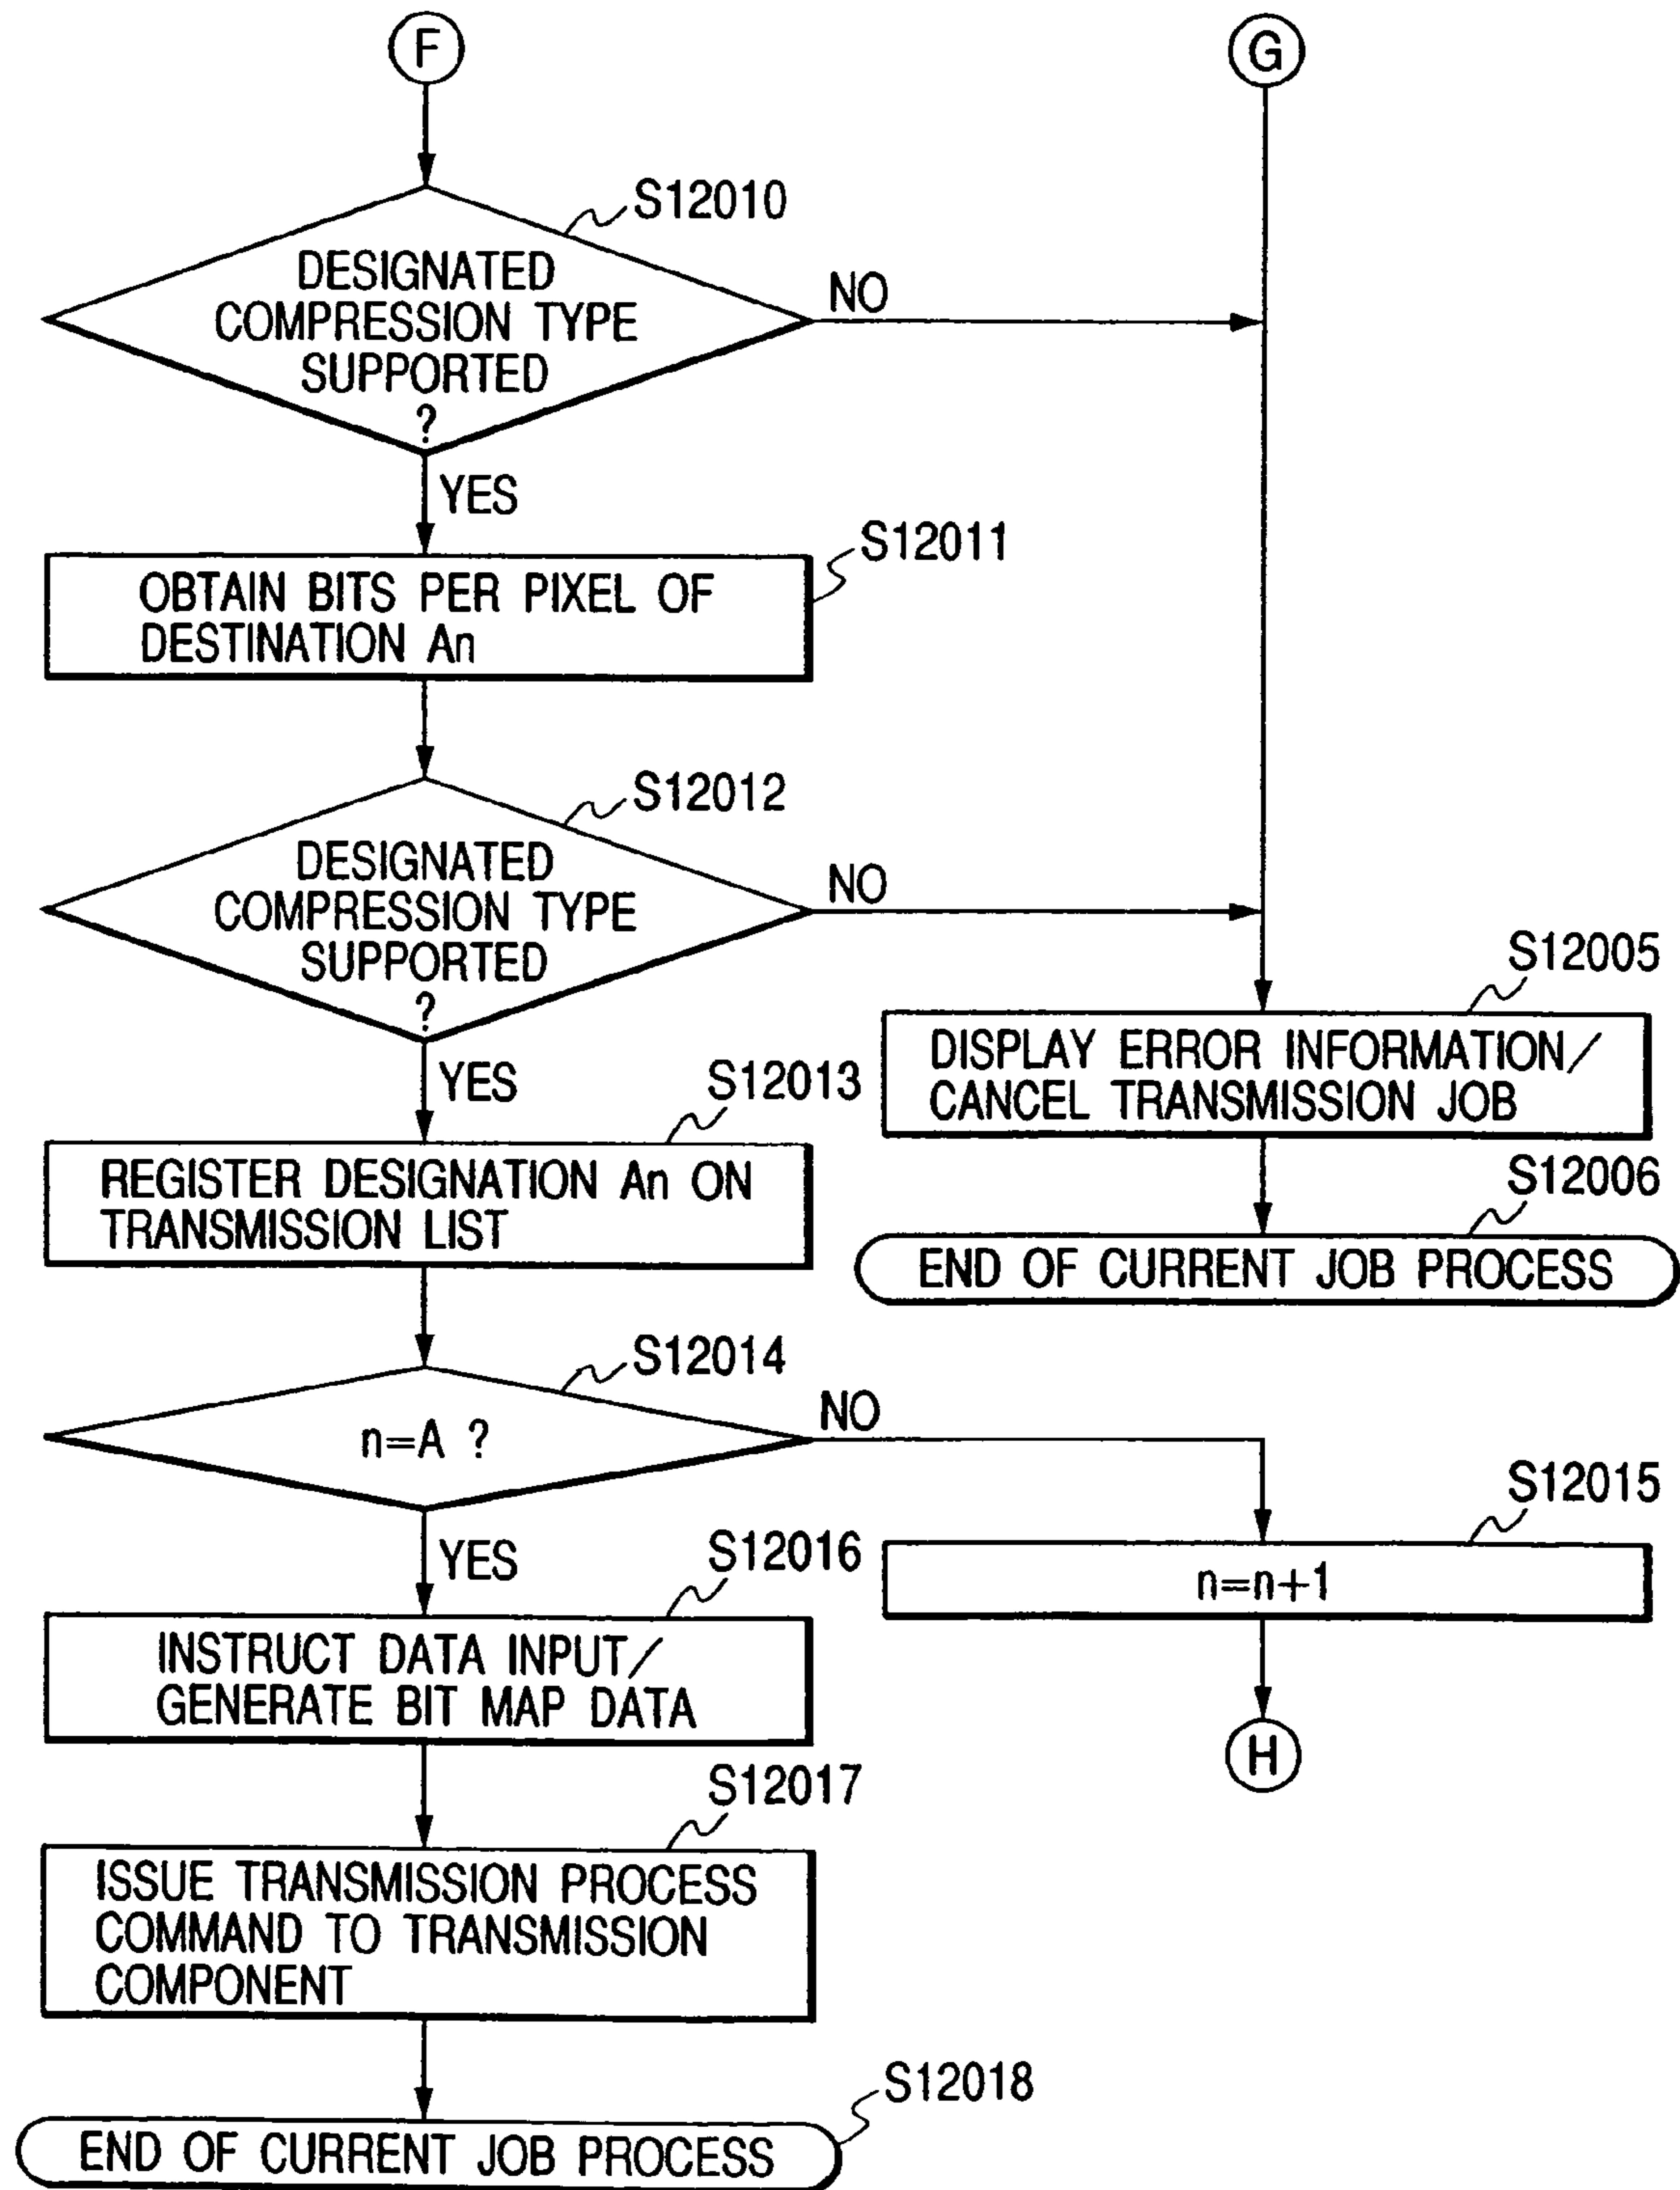 F
G
S12010
DESIGNATED
COMPRESSION TYPE
SUPPORTED
?
NO
YES
S12011
OBTAIN BITS PER PIXEL OF
DESTINATION An
S12012
DESIGNATED
COMPRESSION TYPE
SUPPORTED
?
NO
YES
S12005
DISPLAY ERROR INFORMATION/
CANCEL TRANSMISSION JOB
S12013
REGISTER DESIGNATION An ON
TRANSMISSION LIST
S12006
END OF CURRENT JOB PROCESS
S12014
n=A ?
NO
YES
S12015
n=n+1
H
S12016
INSTRUCT DATA INPUT/
GENERATE BIT MAP DATA
S12017
ISSUE TRANSMISSION PROCESS
COMMAND TO TRANSMISSION
COMPONENT
S12018
END OF CURRENT JOB PROCESS